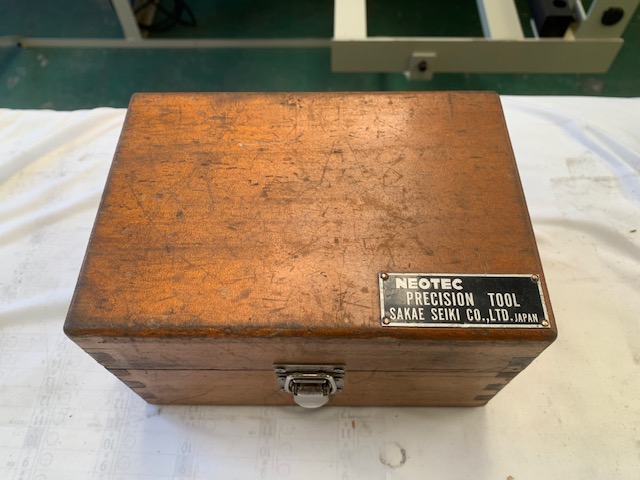 NEOTEC
PRECISION TOOL
SAKAE SEIKI CO.,LTD. JAPAN